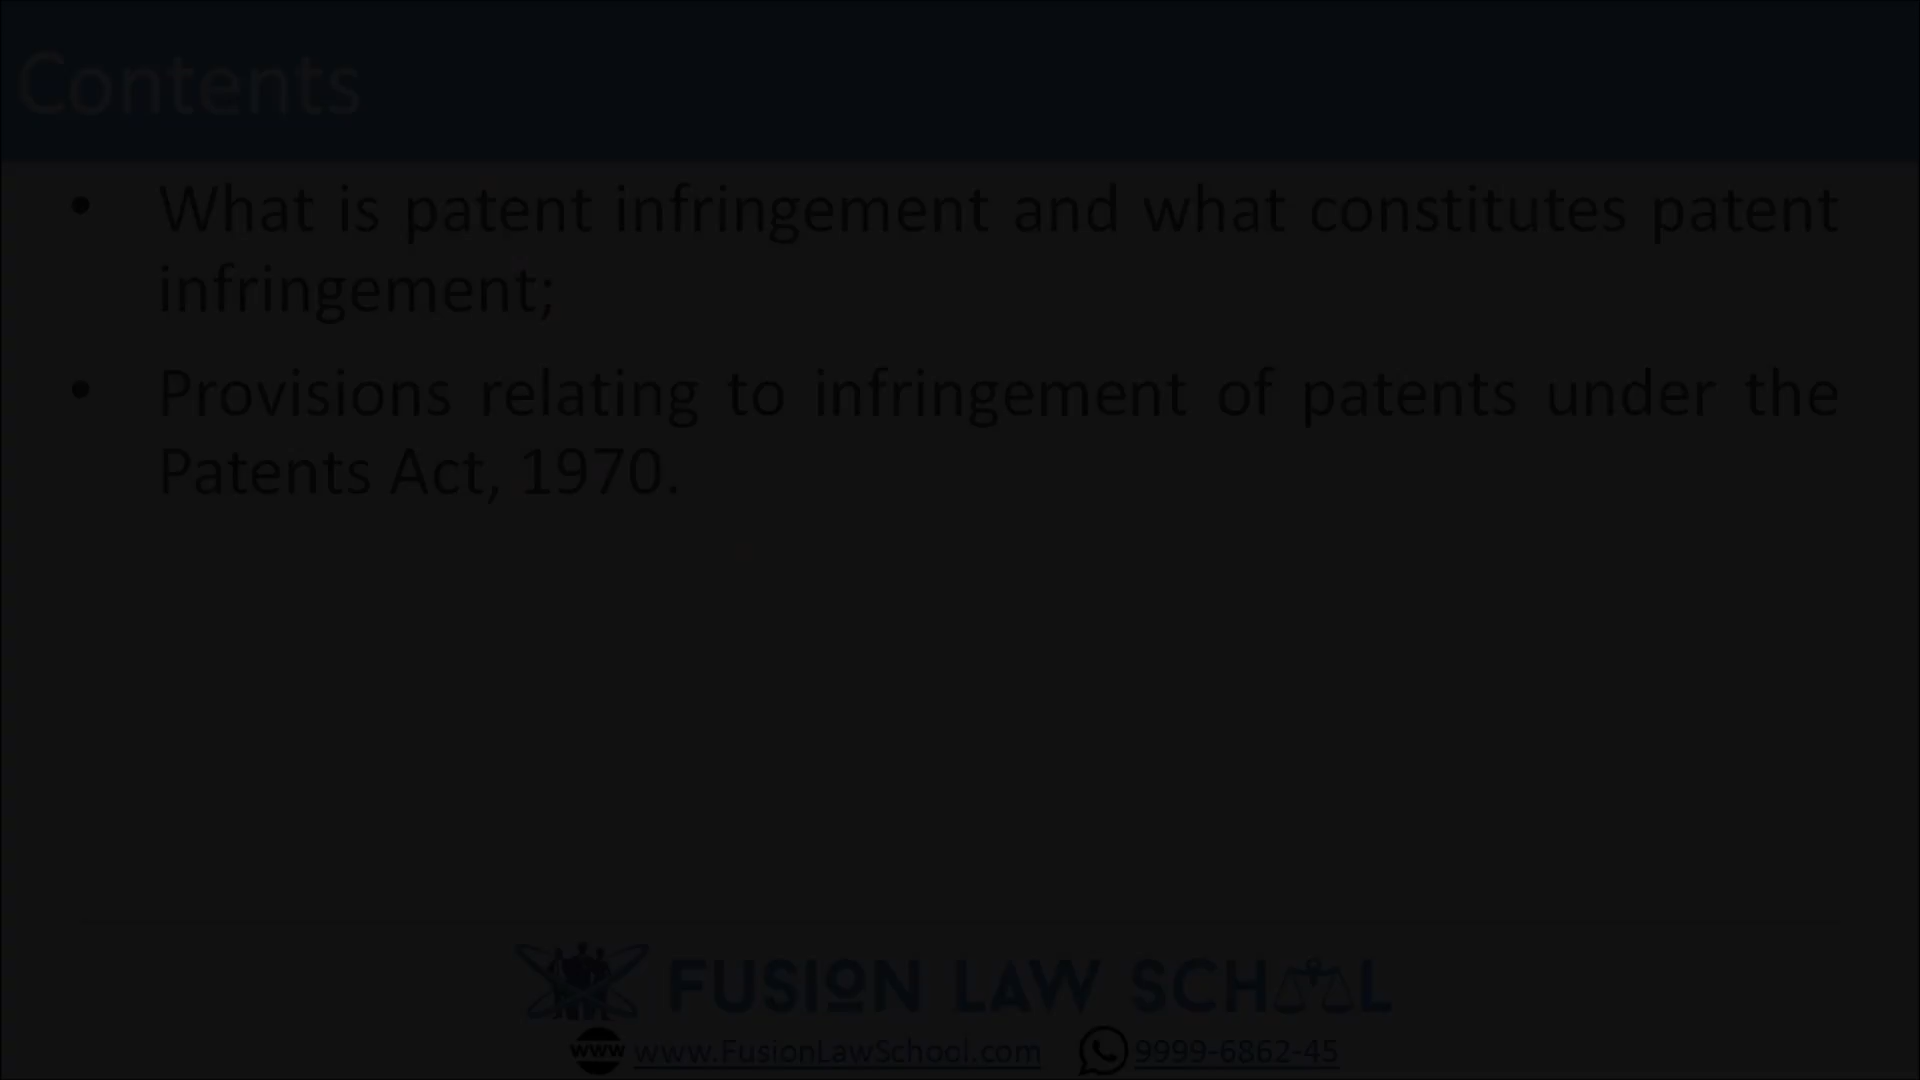 Contents
• What is patent infringement and what constitutes patent
infringement;
• Provisions relating to infringement of patents under the
Patents Act, 1970.
FUSION LAW SCHOOL
www www.FusionLawSchool.com 9999-6862-45